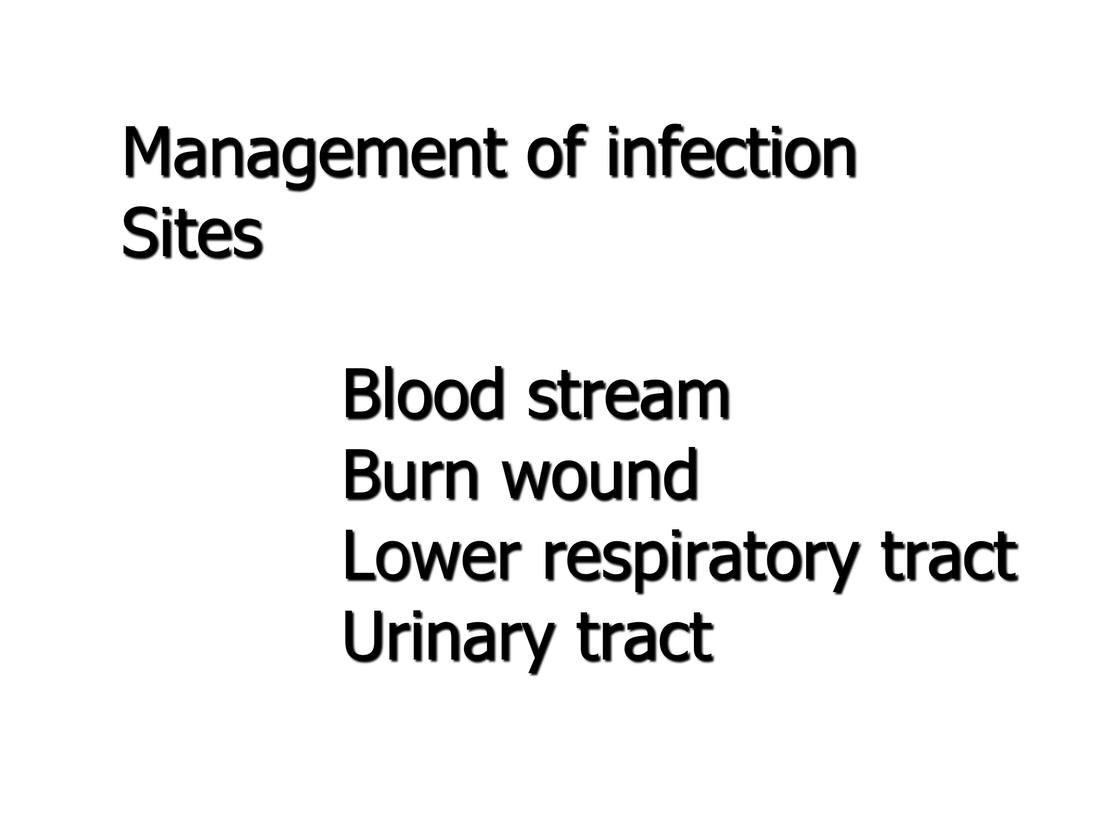 Management of infection
Sites
Blood stream
Burn wound
Lower respiratory tract
Urinary tract